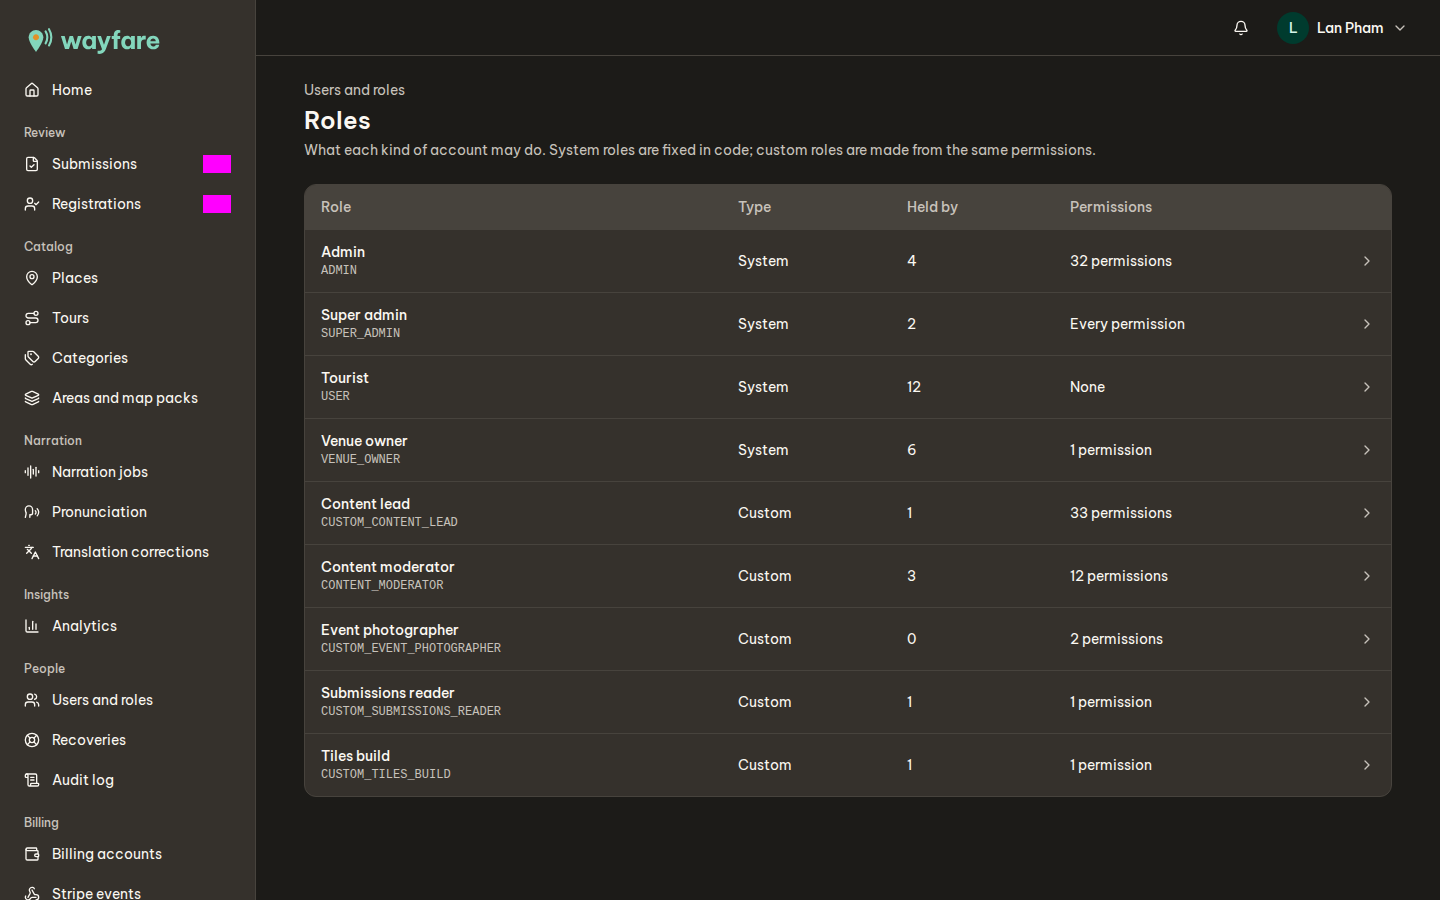 wayfare
Home
Review
Submissions
Registrations
Catalog
Places
Tours
Categories
Areas and map packs
Narration
Narration jobs
Pronunciation
Translation corrections
Insights
Analytics
People
Users and roles
Recoveries
Audit log
Billing
Billing accounts
Stripe events
L Lan Pham
Users and roles
Roles
What each kind of account may do. System roles are fixed in code; custom roles are made from the same permissions.
Role Type Held by Permissions
Admin
ADMIN
System 4 32 permissions
Super admin
SUPER_ADMIN
System 2 Every permission
Tourist
USER
System 12 None
Venue owner
VENUE_OWNER
System 6 1 permission
Content lead
CUSTOM_CONTENT_LEAD
Custom 1 33 permissions
Content moderator
CONTENT_MODERATOR
Custom 3 12 permissions
Event photographer
CUSTOM_EVENT_PHOTOGRAPHER
Custom 0 2 permissions
Submissions reader
CUSTOM_SUBMISSIONS_READER
Custom 1 1 permission
Tiles build
CUSTOM_TILES_BUILD
Custom 1 1 permission